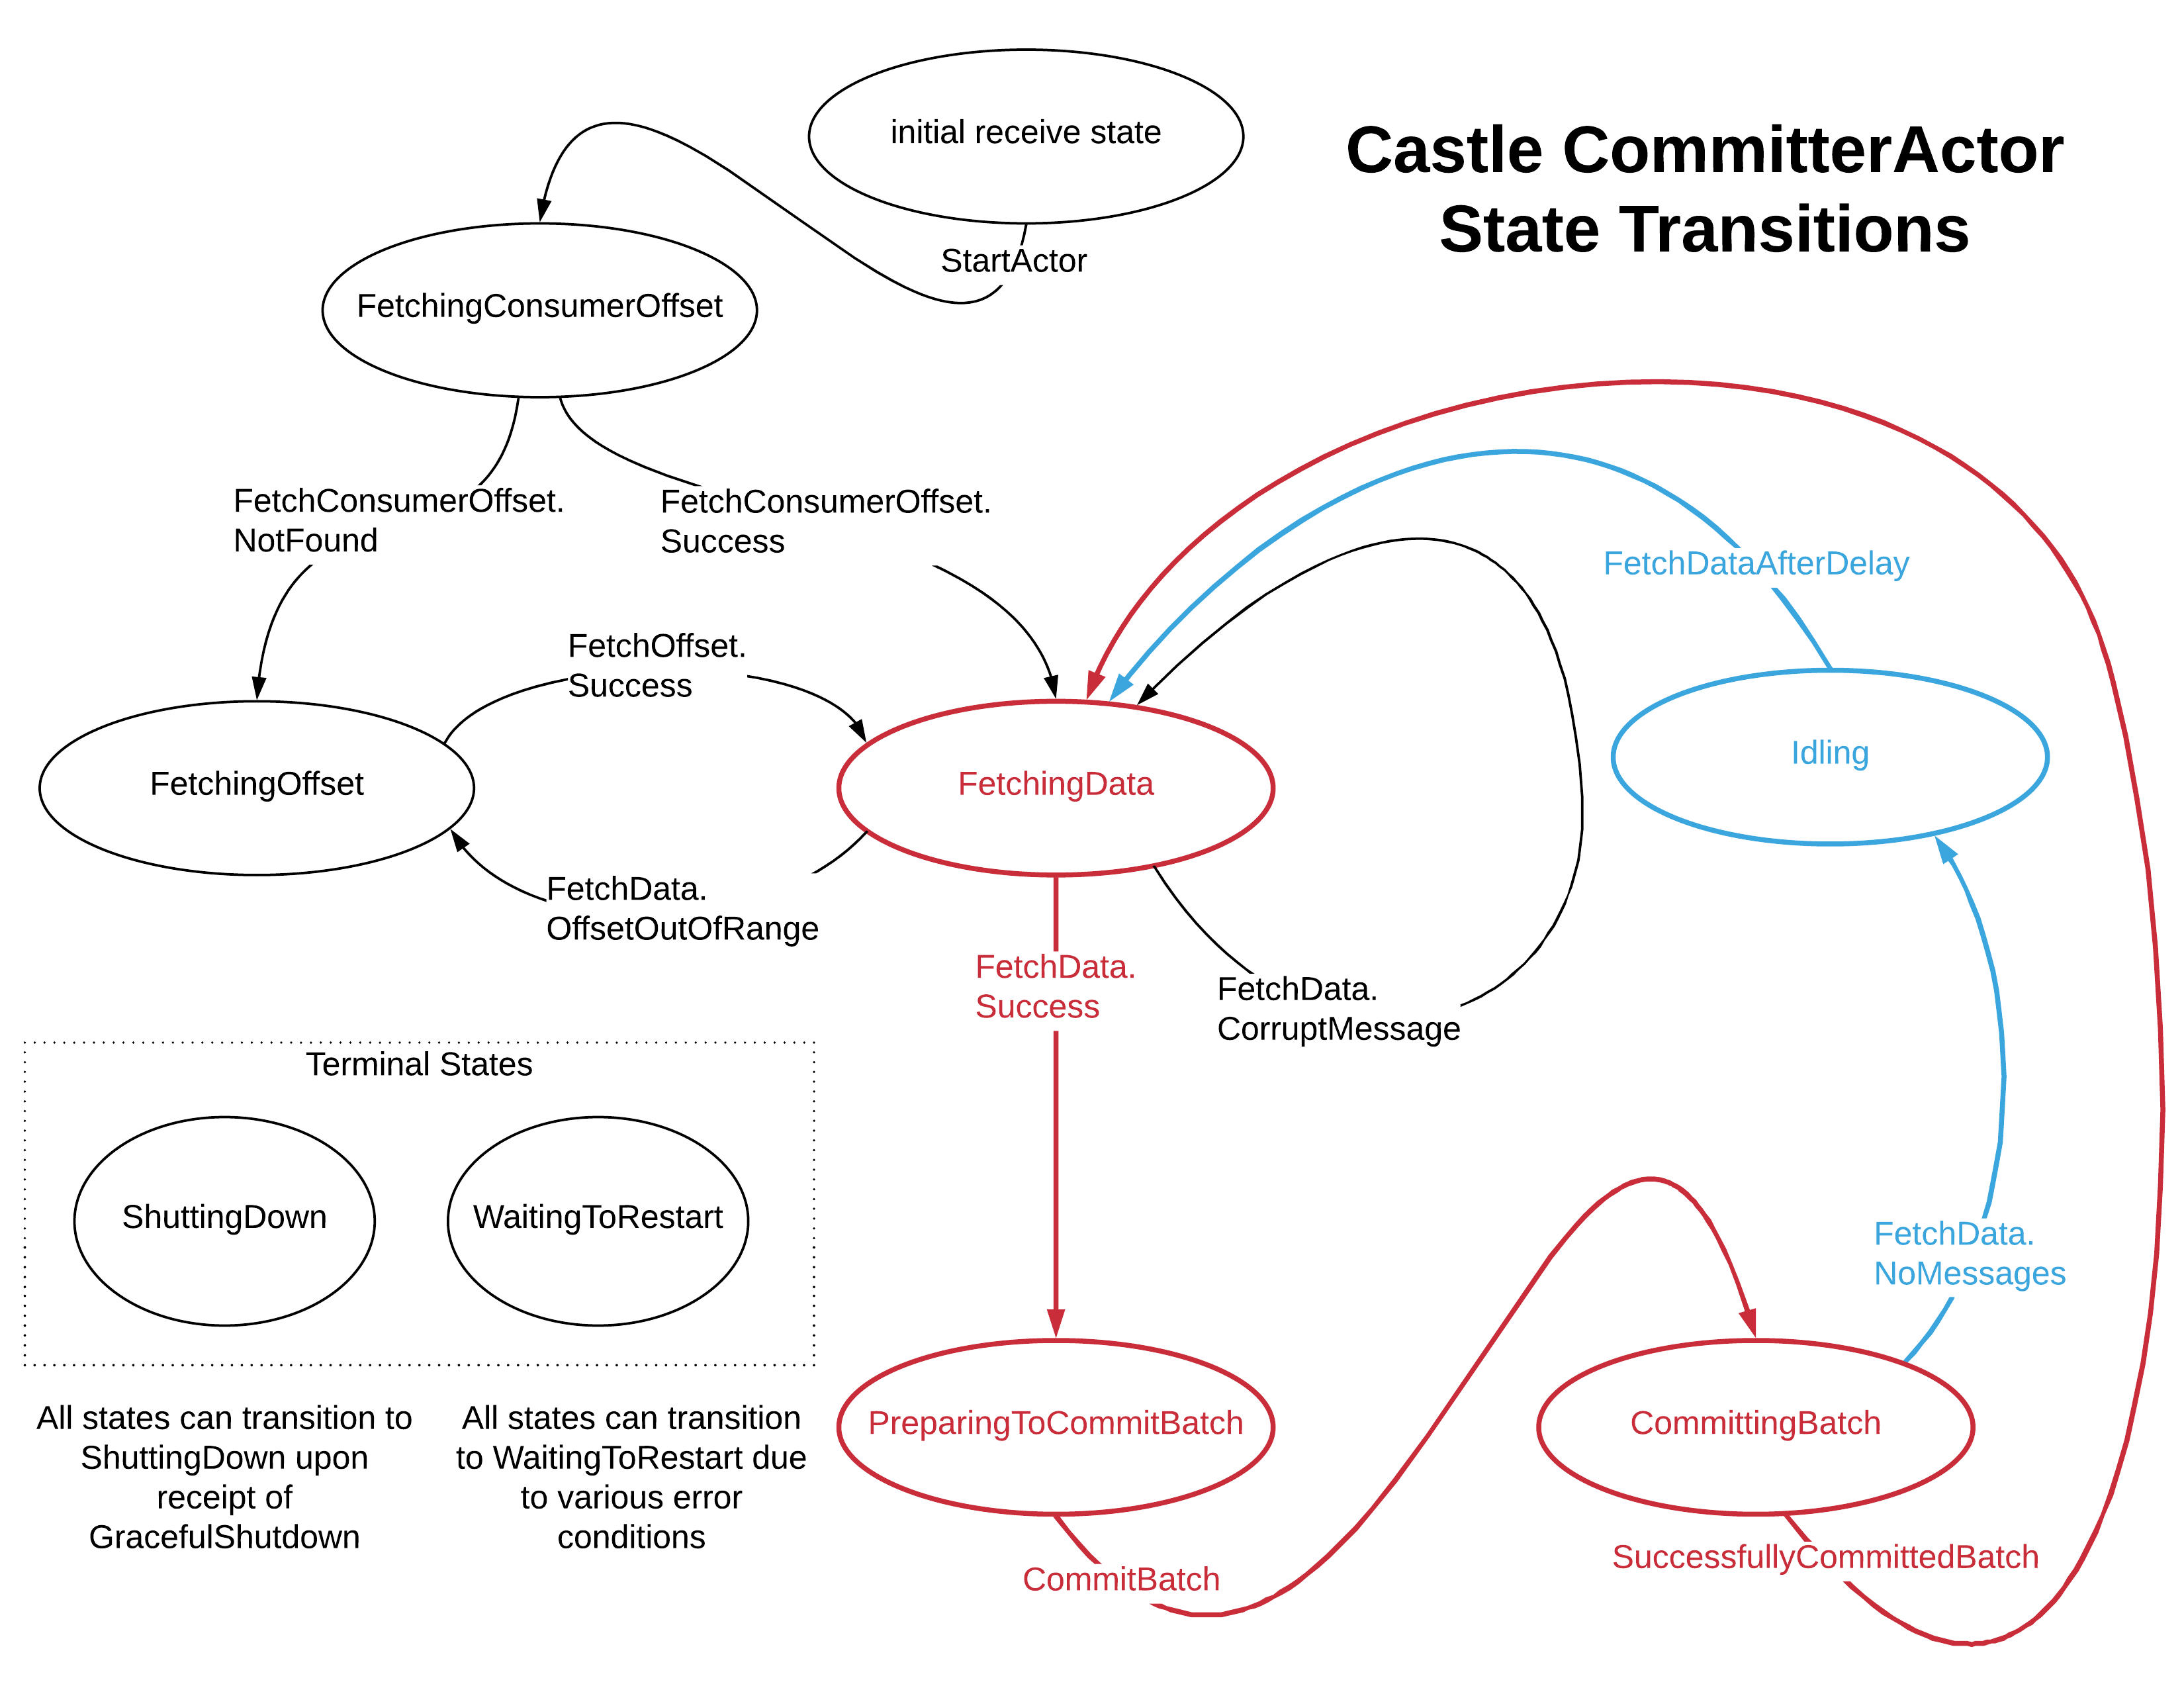 initial receive state
Castle CommitterActor
State Transitions
StartActor
FetchingConsumerOffset
FetchConsumerOffset.
NotFound
FetchConsumerOffset.
Success
FetchDataAfterDelay
FetchOffset.
Success
FetchingOffset
FetchingData
Idling
FetchData.
OffsetOutOfRange
FetchData.
Success
FetchData.
CorruptMessage
Terminal States
ShuttingDown
WaitingToRestart
FetchData.
NoMessages
All states can transition to
ShuttingDown upon
receipt of
GracefulShutdown
All states can transition
to WaitingToRestart due
to various error
conditions
PreparingToCommitBatch
CommittingBatch
CommitBatch
SuccessfullyCommittedBatch